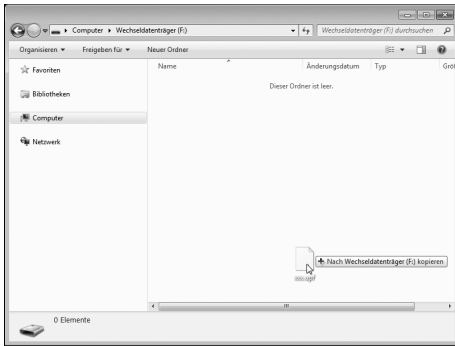 Computer ▸ Wechseldatenträger (F:)
Wechseldatenträger (F:) durchsuchen
Organisieren ▾ Freigeben für ▾ Neuer Ordner
Name Änderungsdatum Typ Grö
Favoriten
Dieser Ordner ist leer.
Bibliotheken
Computer
Netzwerk
Nach Wechseldatenträger (F:) kopieren
0 Elemente